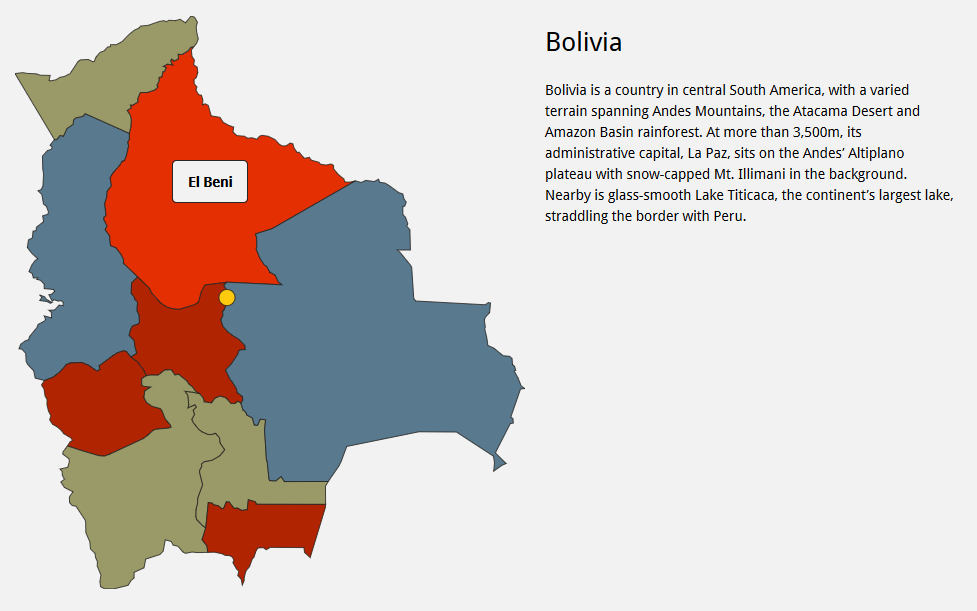 Bolivia
Bolivia is a country in central South America, with a varied
terrain spanning Andes Mountains, the Atacama Desert and
Amazon Basin rainforest. At more than 3,500m, its
administrative capital, La Paz, sits on the Andes’ Altiplano
plateau with snow-capped Mt. Illimani in the background.
Nearby is glass-smooth Lake Titicaca, the continent’s largest lake,
straddling the border with Peru.
El Beni